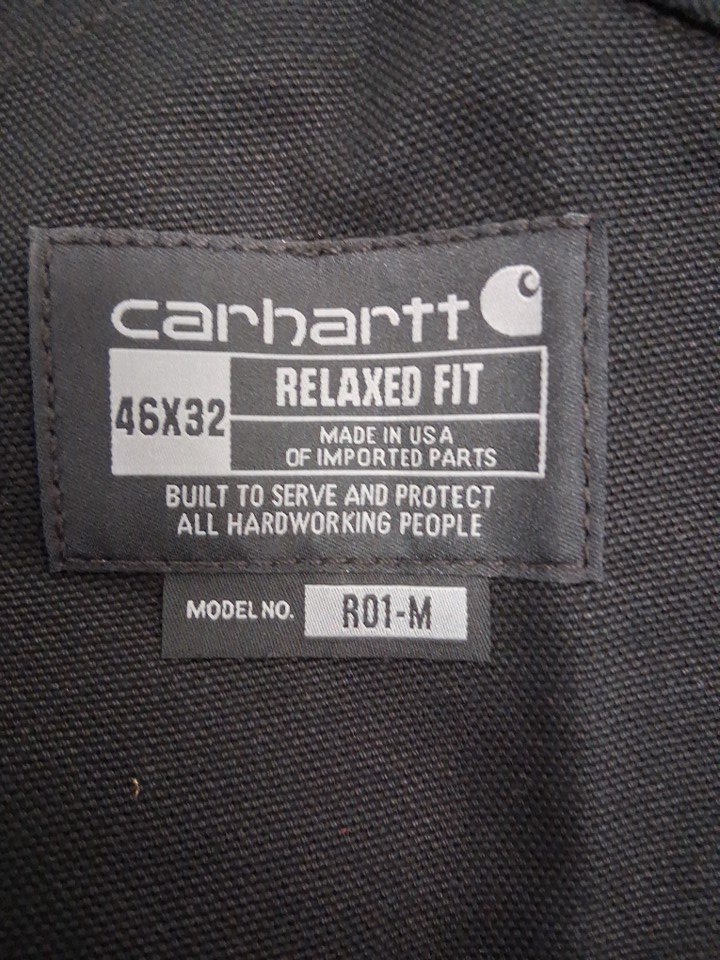 carhartt
46X32
RELAXED FIT
MADE IN USA
OF IMPORTED PARTS
BUILT TO SERVE AND PROTECT
ALL HARDWORKING PEOPLE
MODEL NO. R01-M